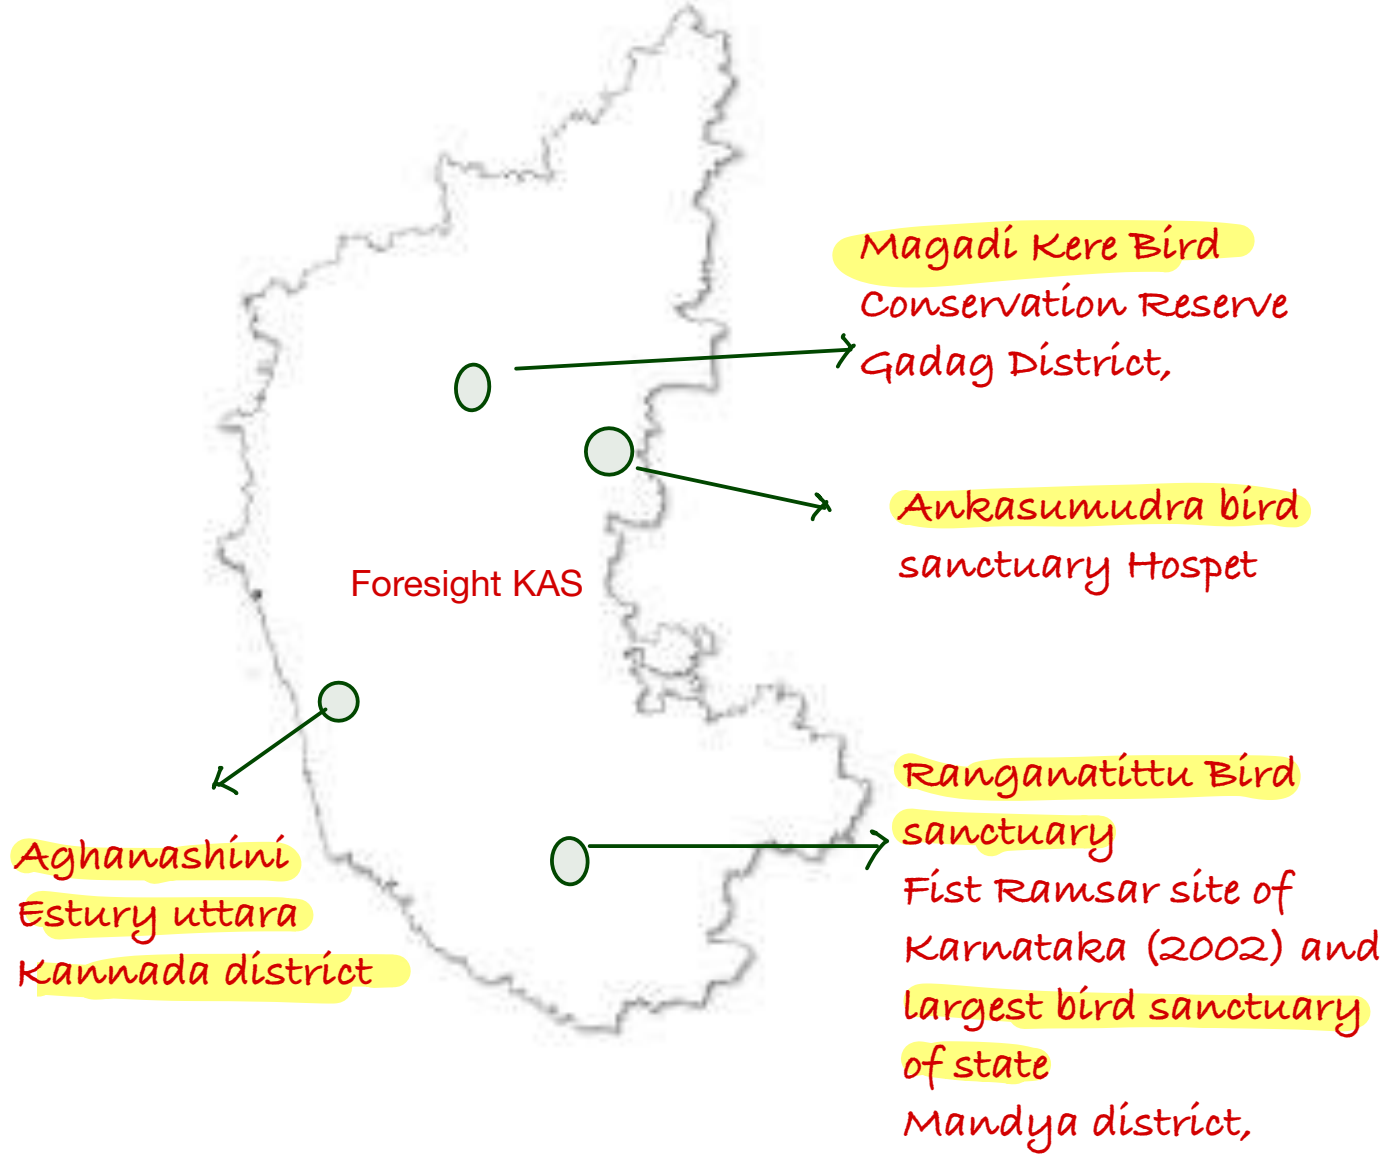 Magadi Kere Bird
Conservation Reserve
Gadag District,
Ankasumudra bird
sanctuary Hospet
Foresight KAS
Ranganatittu Bird
sanctuary
Fist Ramsar site of
Karnataka (2002) and
largest bird sanctuary
of state
Mandya district,
Aghanashini
Estury uttara
Kannada district